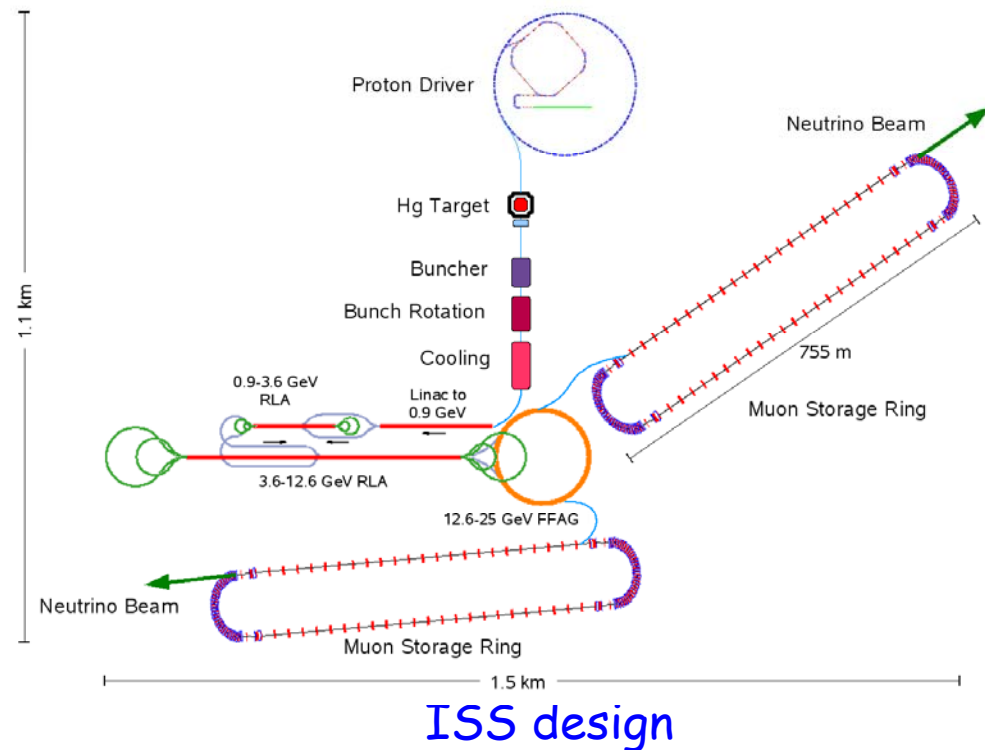 Proton Driver
Neutrino Beam
Hg Target
Buncher
Bunch Rotation
1.1 km
Cooling
755 m
0.9-3.6 GeV
RLA
Linac to
0.9 GeV
Muon Storage Ring
3.6-12.6 GeV RLA
12.6-25 GeV FFAG
Neutrino Beam
Muon Storage Ring
1.5 km
ISS design